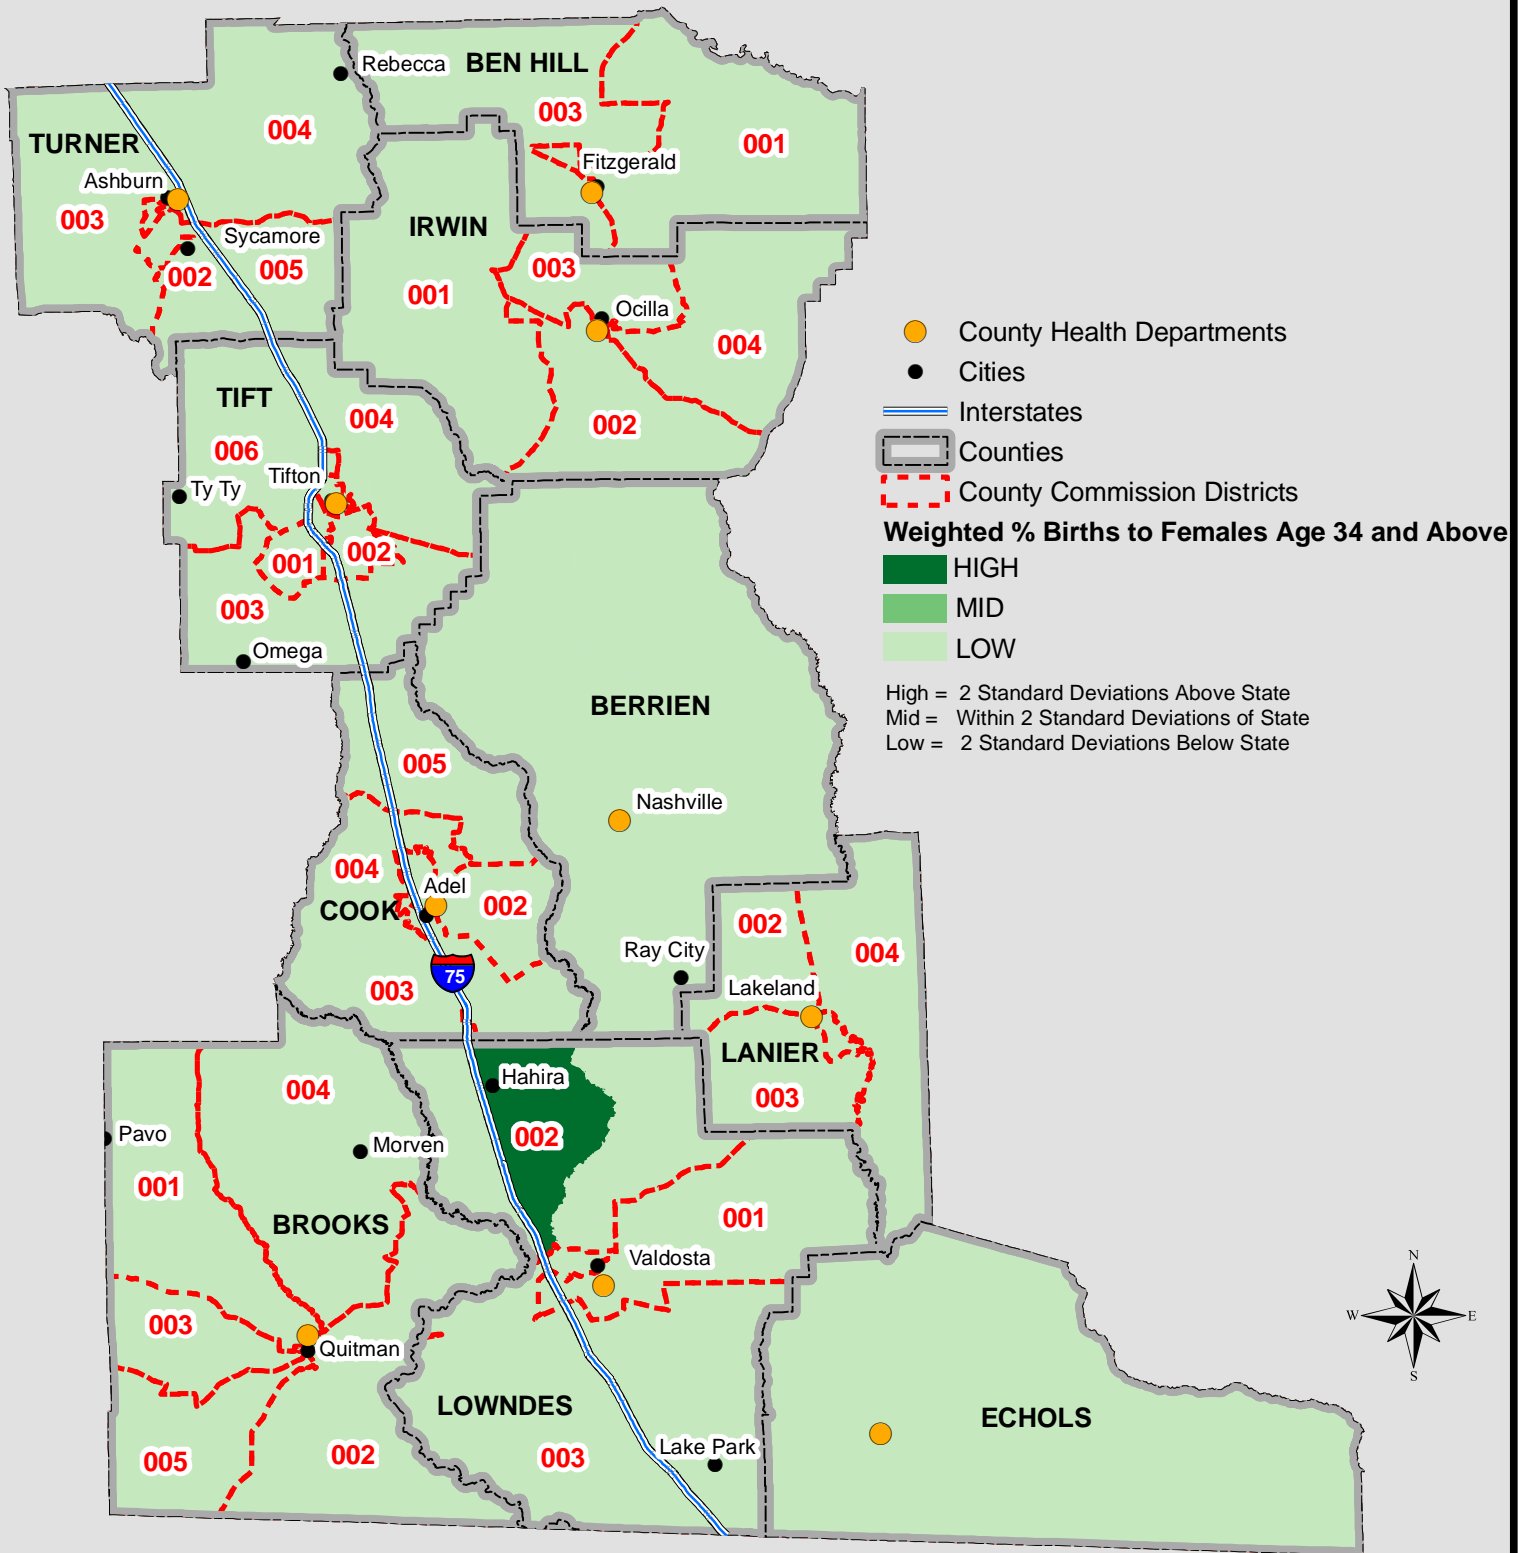 Rebecca
BEN HILL
003
004
TURNER
001
Fitzgerald
Ashburn
003
IRWIN
Sycamore
003
005
002
001
Ocilla
County Health Departments
004
Cities
TIFT
Interstates
004
002
006
Counties
Tifton
Ty Ty
County Commission Districts
Weighted % Births to Females Age 34 and Above
002
001
HIGH
003
MID
Omega
LOW
High = 2 Standard Deviations Above State
BERRIEN
Mid = Within 2 Standard Deviations of State
Low = 2 Standard Deviations Below State
005
Nashville
004
Adel
002
COOK
002
Ray City
004
75
003
Lakeland
LANIER
Hahira
004
003
Pavo
002
Morven
001
001
BROOKS
Valdosta
N
W
E
S
003
Quitman
LOWNDES
ECHOLS
Lake Park
002
003
005